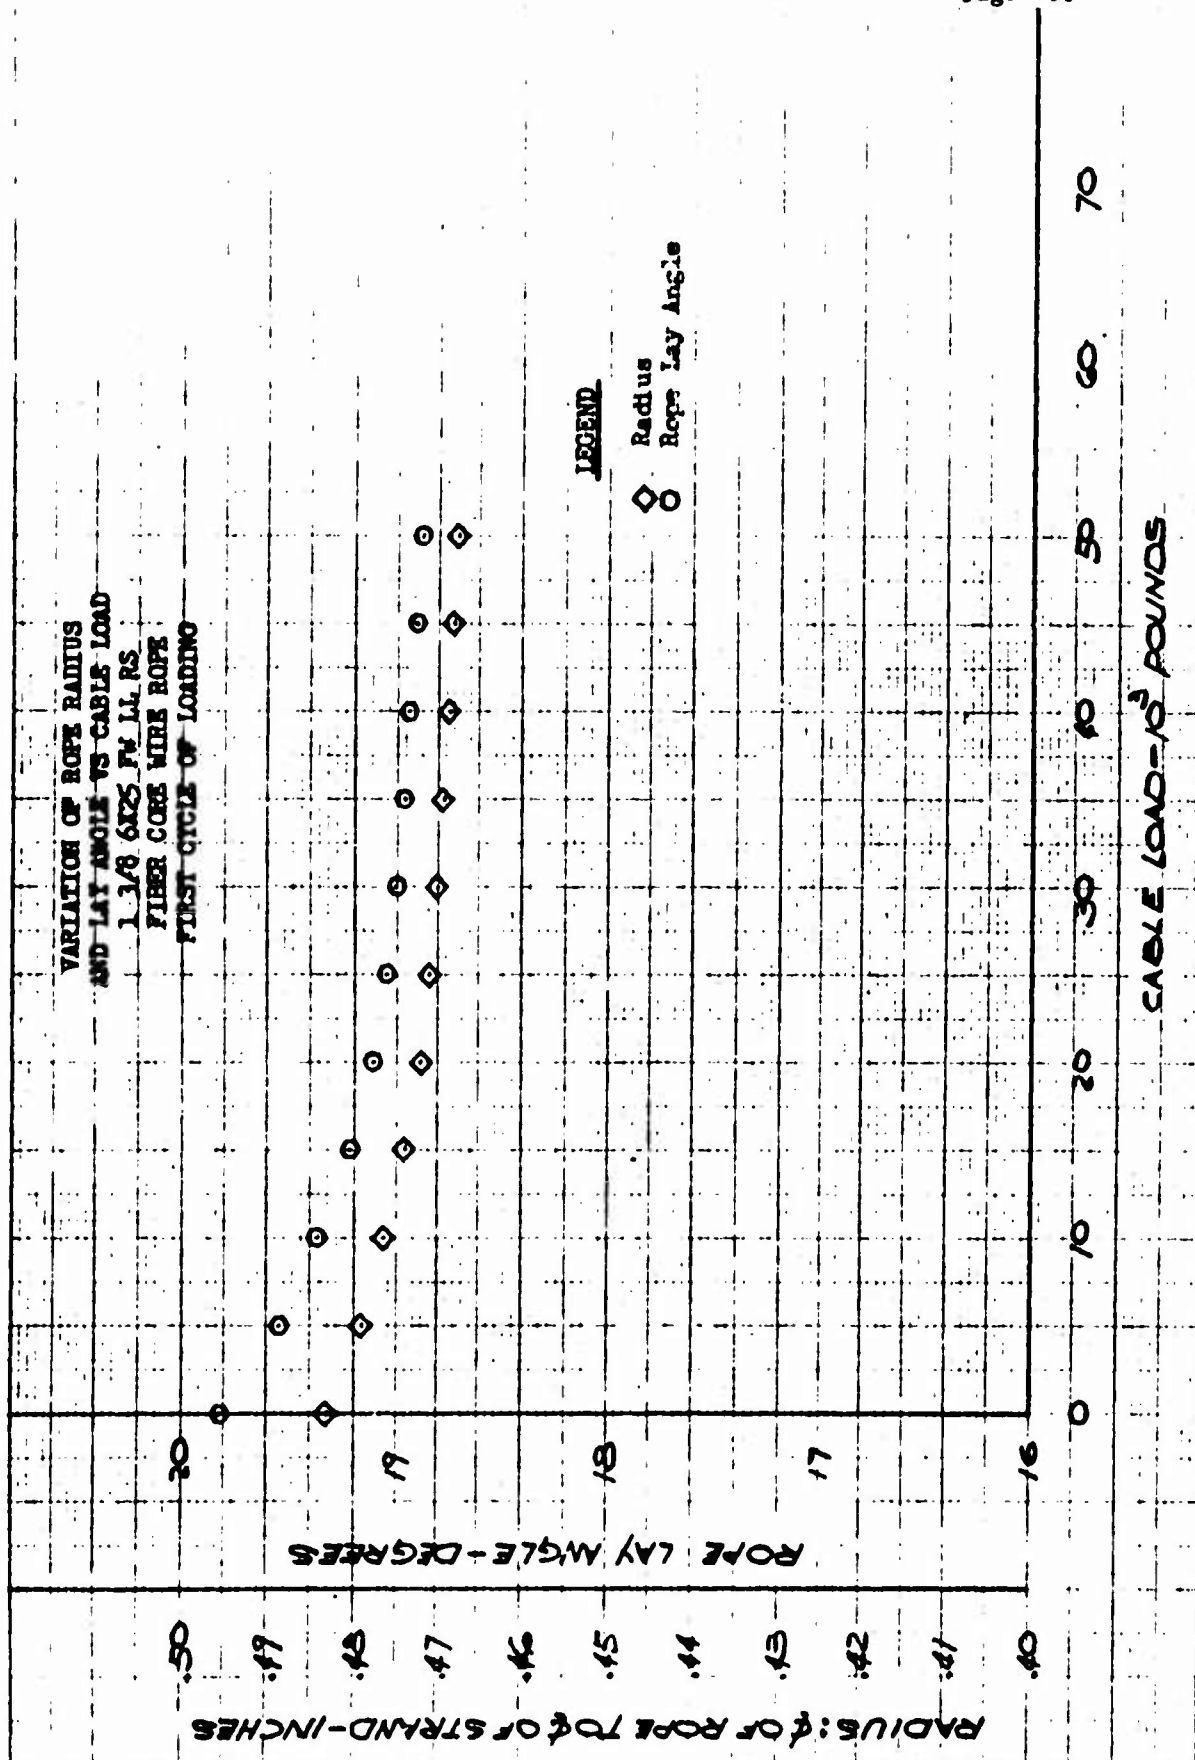 VARIATION OF ROPE RADIUS
AND LAY ANGLE VS CABLE LOAD
1 3/8 6X25 FW LL RS
FIBER CORE WIRE ROPE
FIRST CYCLE OF LOADING
LEGEND
◇ Radius
○ Rope Lay Angle
RADIUS: ℄ OF ROPE TO ℄ OF STRAND-INCHES
.50
.49
.48
.47
.46
.45
.44
.43
.42
.41
.40
ROPE LAY ANGLE-DEGREES
20
19
18
17
16
0 10 20 30 40 50 60 70
CABLE LOAD-10³ POUNDS